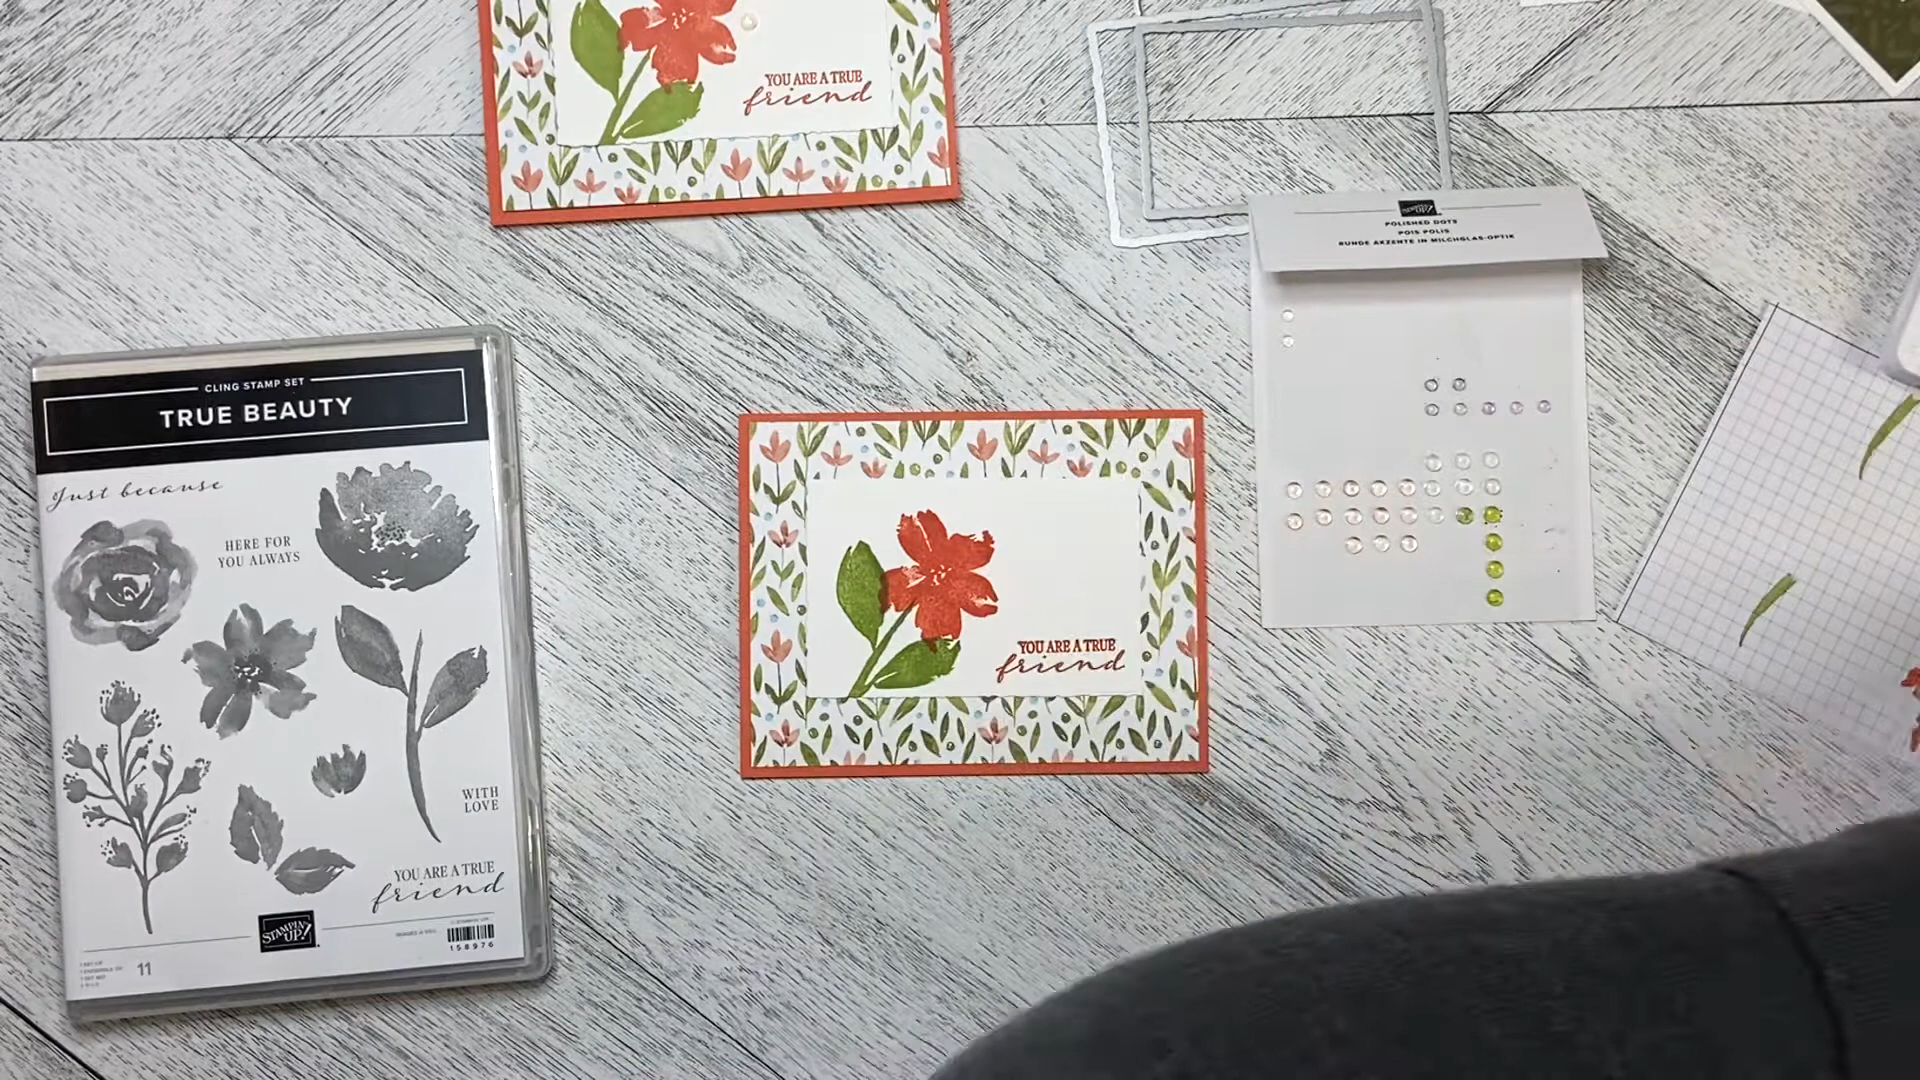 YOU ARE A TRUE
friend
STAMPIN' UP!
POLISHED DOTS
POIS POLIS
RUNDE AKZENTE IN MILCHGLAS-OPTIK
CLING STAMP SET
TRUE BEAUTY
Just because
HERE FOR
YOU ALWAYS
WITH
LOVE
YOU ARE A TRUE
friend
STAMPIN' UP!
158976
11
YOU ARE A TRUE
friend